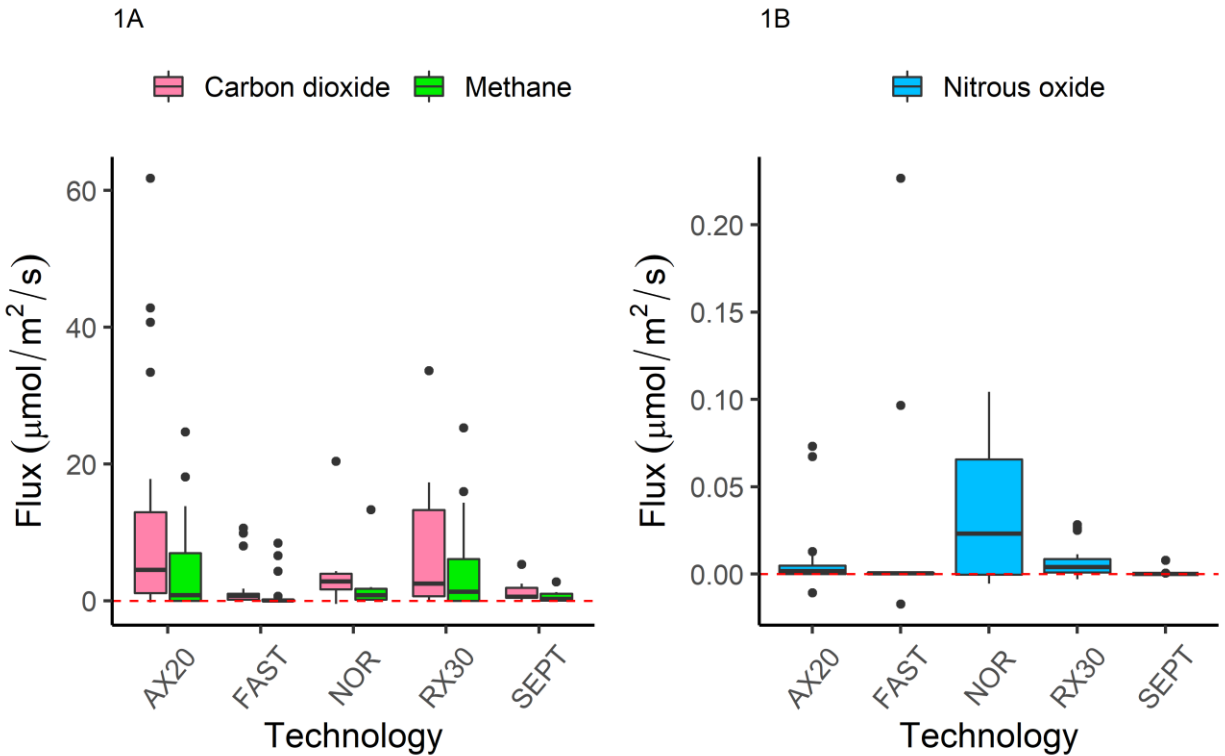 1A
Carbon dioxide Methane
Flux (μmol/m²/s)
60
40
20
0
AX20 FAST NOR RX30 SEPT
Technology
1B
Nitrous oxide
Flux (μmol/m²/s)
0.20
0.15
0.10
0.05
0.00
AX20 FAST NOR RX30 SEPT
Technology